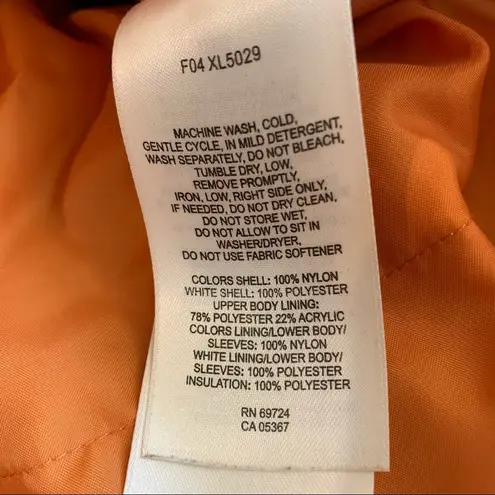 F04 XL5029
MACHINE WASH, COLD,
GENTLE CYCLE, IN MILD DETERGENT,
WASH SEPARATELY, DO NOT BLEACH,
TUMBLE DRY, LOW,
REMOVE PROMPTLY,
IRON, LOW, RIGHT SIDE ONLY,
IF NEEDED, DO NOT DRY CLEAN,
DO NOT STORE WET,
DO NOT ALLOW TO SIT IN
WASHER/DRYER,
DO NOT USE FABRIC SOFTENER
COLORS SHELL: 100% NYLON
WHITE SHELL: 100% POLYESTER
UPPER BODY LINING:
78% POLYESTER 22% ACRYLIC
COLORS LINING/LOWER BODY/
SLEEVES: 100% NYLON
WHITE LINING/LOWER BODY/
SLEEVES: 100% POLYESTER
INSULATION: 100% POLYESTER
RN 69724
CA 05367